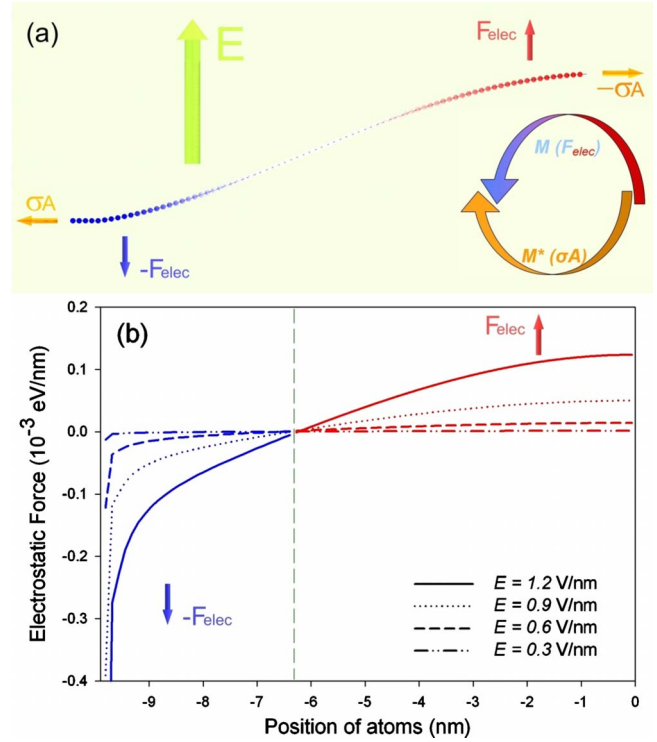 (a)
E
Felec
−σA
σA
-Felec
M (Felec)
M* (σA)
(b)
Felec
-Felec
E = 1.2 V/nm
E = 0.9 V/nm
E = 0.6 V/nm
E = 0.3 V/nm
Electrostatic Force (10⁻³ eV/nm)
0.2
0.1
0.0
-0.1
-0.2
-0.3
-0.4
-9 -8 -7 -6 -5 -4 -3 -2 -1 0
Position of atoms (nm)